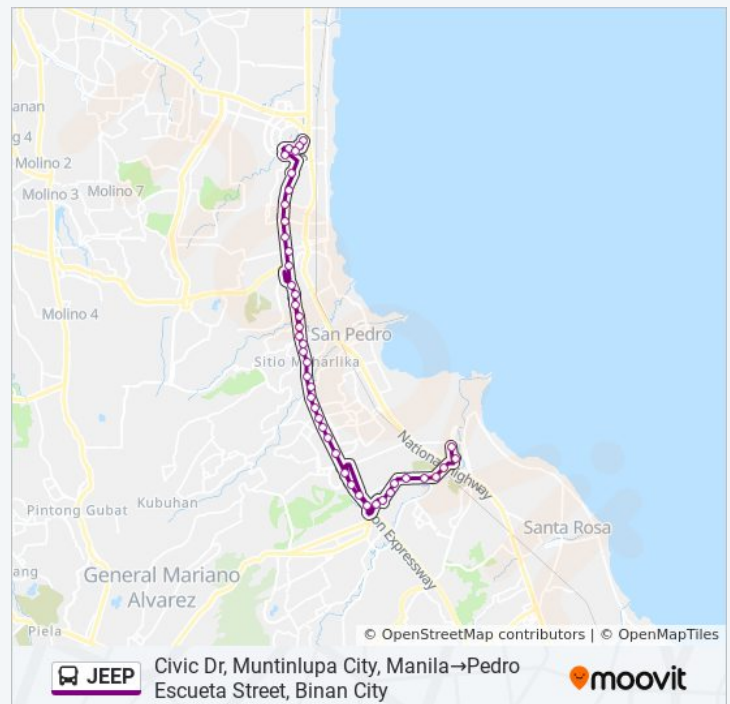 anan
g 4
Molino 2
Molino 3
Molino 7
Molino 4
San Pedro
Sitio Maharlika
National Highway
Pintong Gubat
Kubuhan
Santa Rosa
on Expressway
ang
General Mariano
Alvarez
Piela
© OpenStreetMap contributors | © OpenMapTiles
JEEP
Civic Dr, Muntinlupa City, Manila→Pedro
Escueta Street, Binan City
moovit